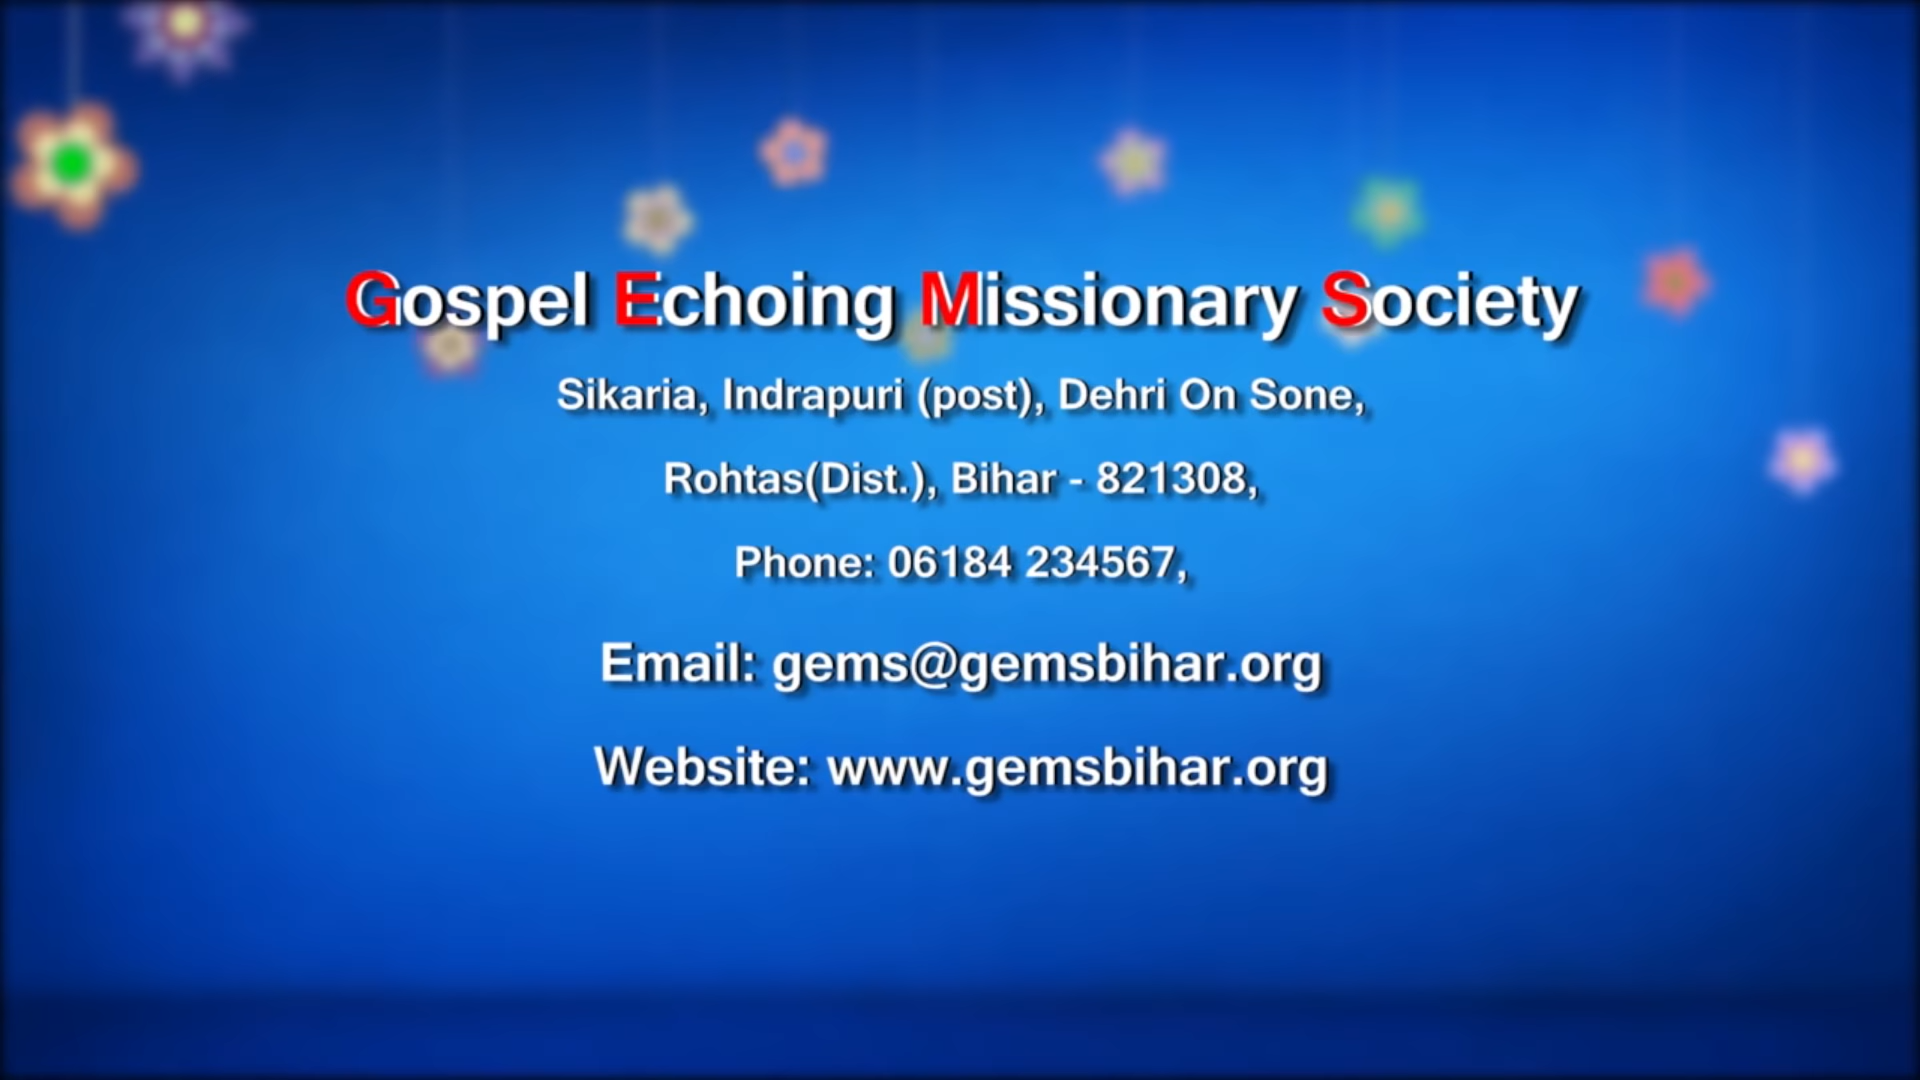 Gospel Echoing Missionary Society
Sikaria, Indrapuri (post), Dehri On Sone,
Rohtas(Dist.), Bihar - 821308,
Phone: 06184 234567,
Email: gems@gemsbihar.org
Website: www.gemsbihar.org